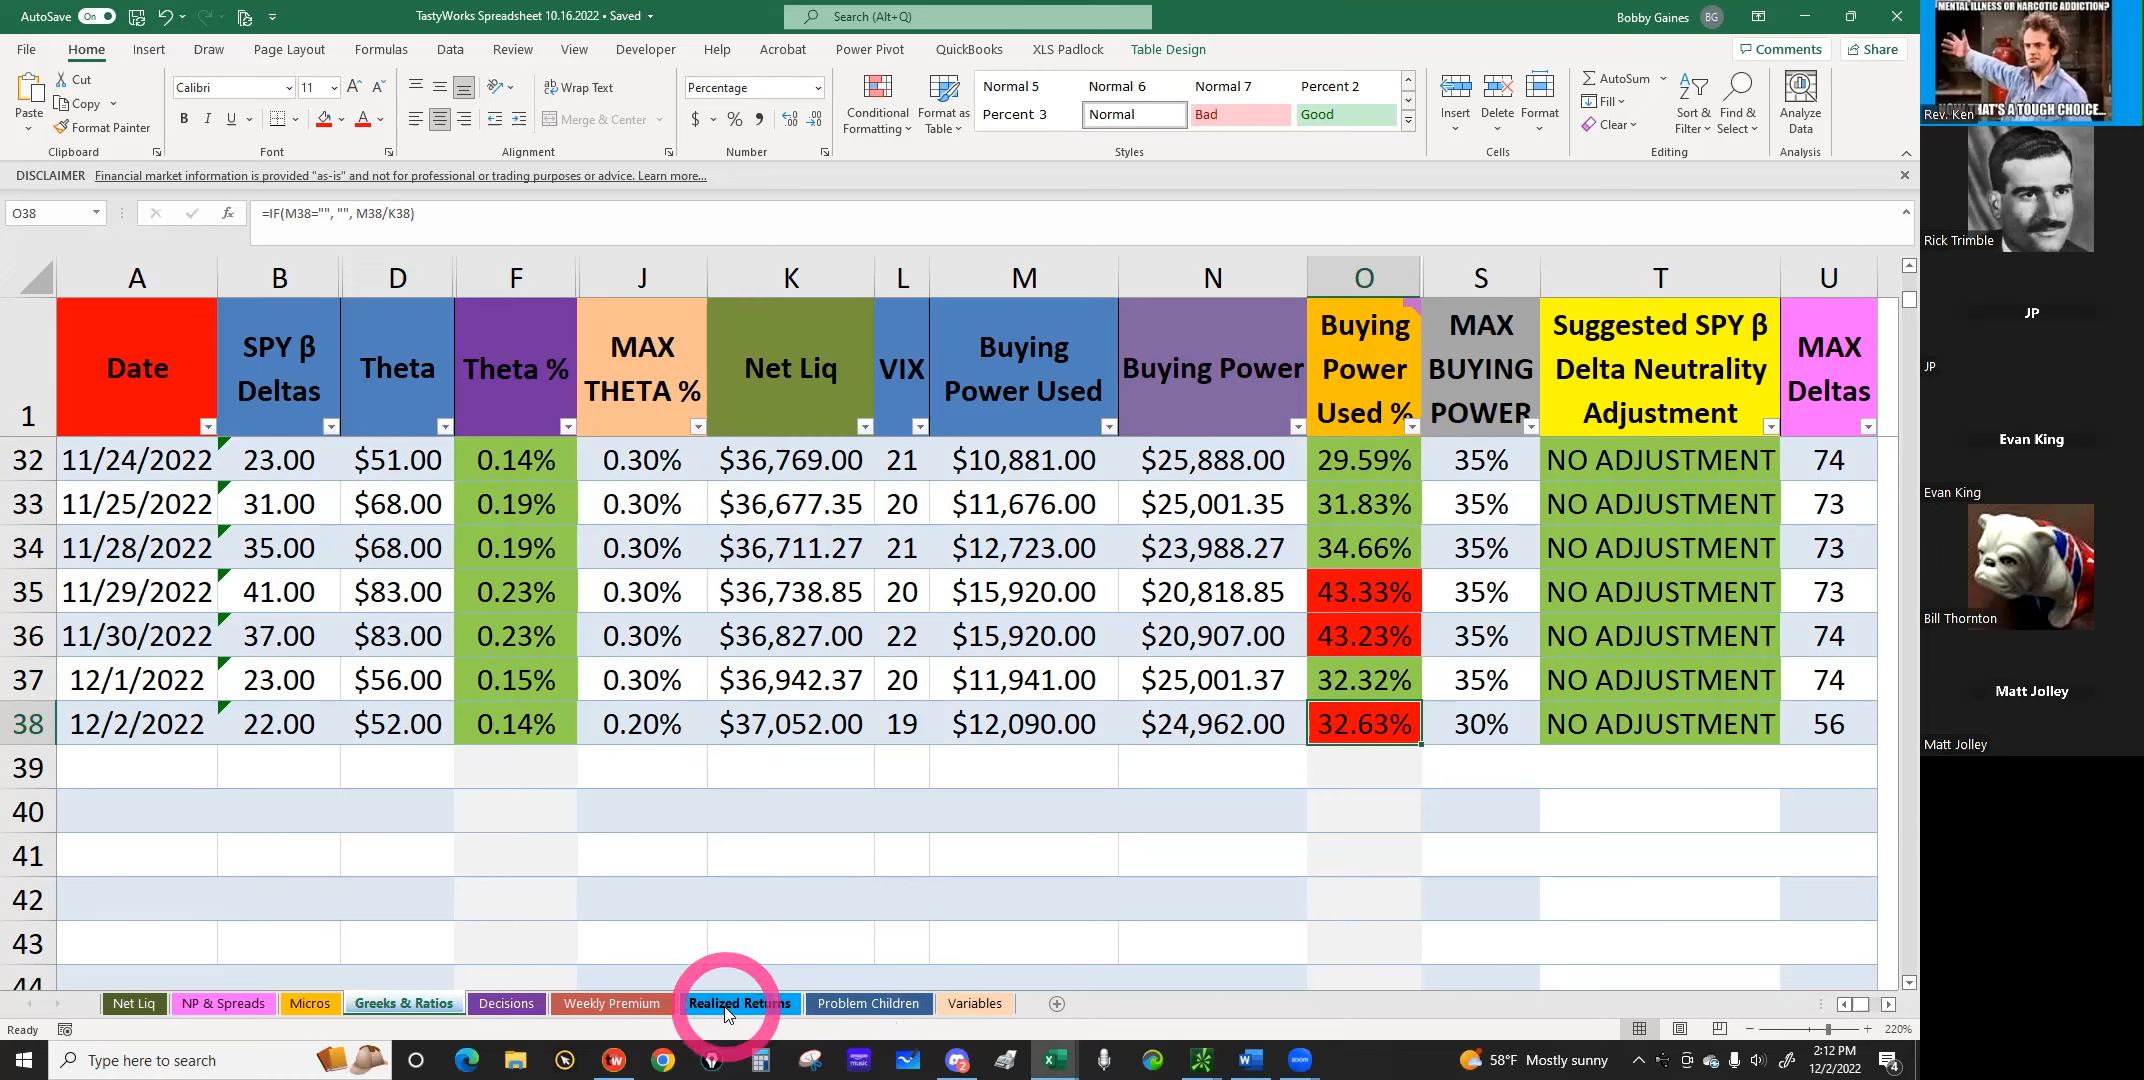 AutoSave On TastyWorks Spreadsheet 10.16.2022 • Saved Search (Alt+Q) Bobby Gaines BG
File Home Insert Draw Page Layout Formulas Data Review View Developer Help Acrobat Power Pivot QuickBooks XLS Padlock Table Design Comments Share
Paste Cut Copy Format Painter Clipboard
Calibri 11 B I U Font
Wrap Text Merge & Center Alignment
Percentage $ % Number
Conditional Formatting Format as Table
Normal 5 Normal 6 Normal 7 Percent 2
Percent 3 Normal Bad Good
Styles
Insert Delete Format Cells
AutoSum Fill Clear Sort & Filter Find & Select Editing
Analyze Data Analysis
DISCLAIMER Financial market information is provided "as-is" and not for professional or trading purposes or advice. Learn more...
O38 fx =IF(M38="", "", M38/K38)
A B D F J K L M N O S T U
1 Date SPY β Deltas Theta Theta % MAX THETA % Net Liq VIX Buying Power Used Buying Power Buying Power Used % MAX BUYING POWER Suggested SPY β Delta Neutrality Adjustment MAX Deltas
32 11/24/2022 23.00 $51.00 0.14% 0.30% $36,769.00 21 $10,881.00 $25,888.00 29.59% 35% NO ADJUSTMENT 74
33 11/25/2022 31.00 $68.00 0.19% 0.30% $36,677.35 20 $11,676.00 $25,001.35 31.83% 35% NO ADJUSTMENT 73
34 11/28/2022 35.00 $68.00 0.19% 0.30% $36,711.27 21 $12,723.00 $23,988.27 34.66% 35% NO ADJUSTMENT 73
35 11/29/2022 41.00 $83.00 0.23% 0.30% $36,738.85 20 $15,920.00 $20,818.85 43.33% 35% NO ADJUSTMENT 73
36 11/30/2022 37.00 $83.00 0.23% 0.30% $36,827.00 22 $15,920.00 $20,907.00 43.23% 35% NO ADJUSTMENT 74
37 12/1/2022 23.00 $56.00 0.15% 0.30% $36,942.37 20 $11,941.00 $25,001.37 32.32% 35% NO ADJUSTMENT 74
38 12/2/2022 22.00 $52.00 0.14% 0.20% $37,052.00 19 $12,090.00 $24,962.00 32.63% 30% NO ADJUSTMENT 56
39
40
41
42
43
44
Net Liq NP & Spreads Micros Greeks & Ratios Decisions Weekly Premium Realized Returns Problem Children Variables
Ready 220%
Type here to search 58°F Mostly sunny 2:12 PM
12/2/2022 4
MENTAL ILLNESS OR NARCOTIC ADDICTION?
NOW THAT'S A TOUGH CHOICE...
Rev. Ken
Rick Trimble
JP
JP
Evan King
Evan King
Bill Thornton
Matt Jolley
Matt Jolley